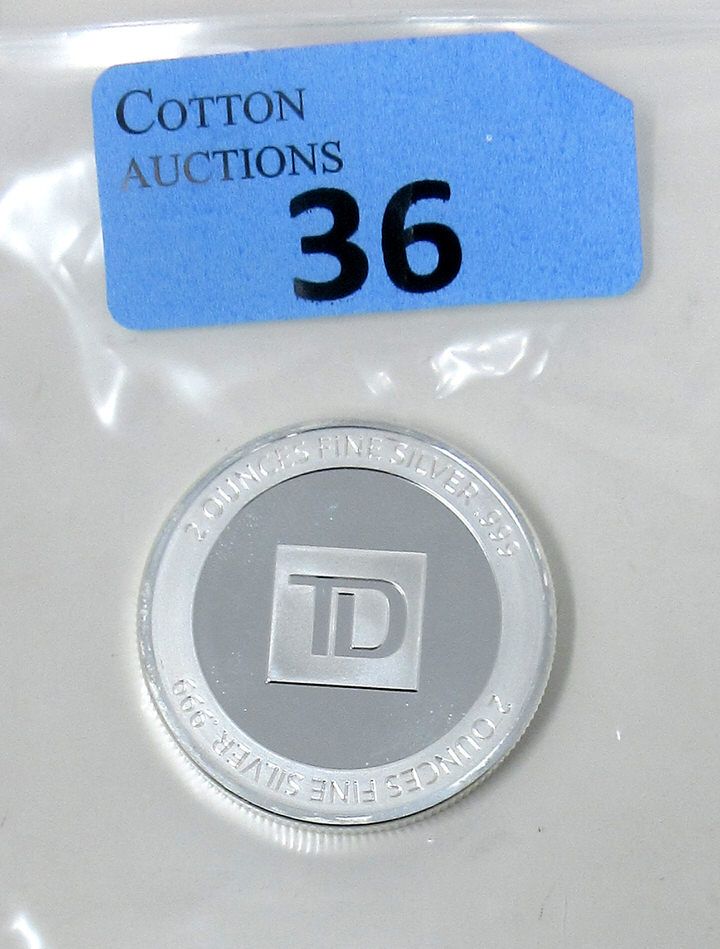 COTTON
AUCTIONS
36
2 OUNCES FINE SILVER .999
TD
2 OUNCES FINE SILVER .999